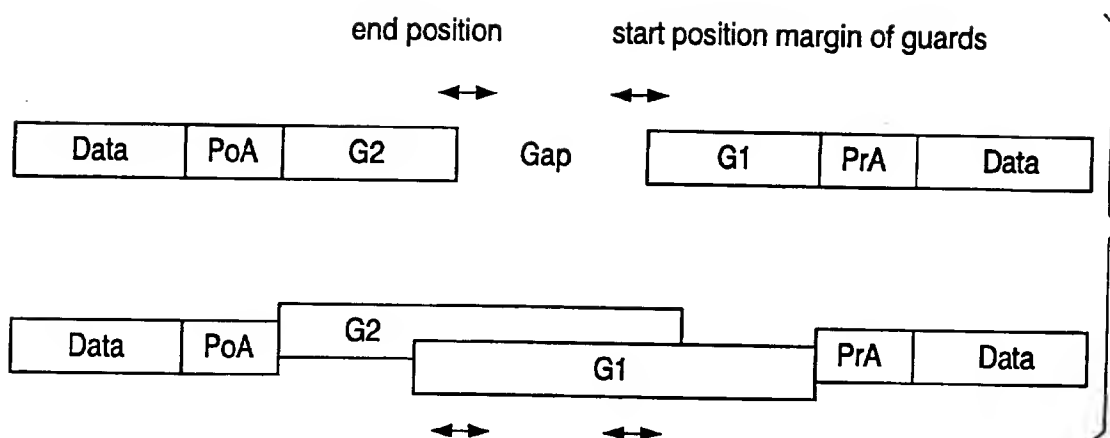 end position start position margin of guards
Data PoA G2 Gap G1 PrA Data
G2
Data PoA G1 PrA Data